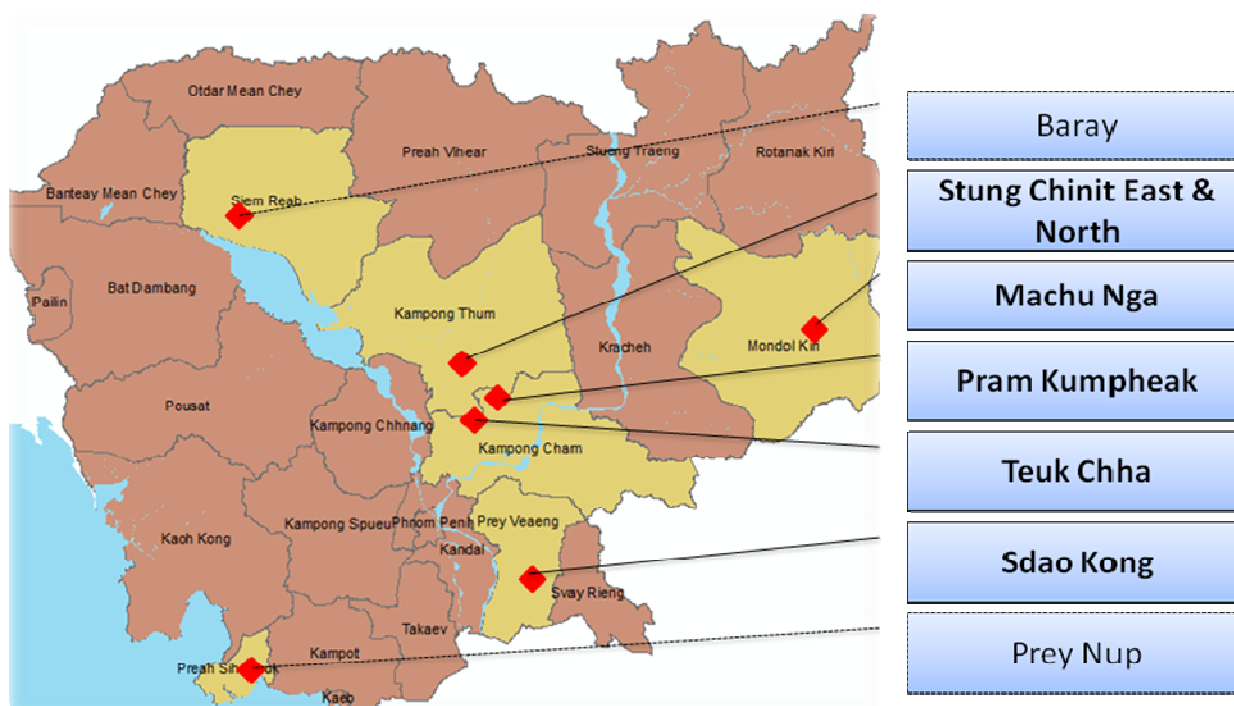 Otdar Mean Chey
Preah Vihear
Stueng Traeng
Rotanak Kiri
Banteay Mean Chey
Siem Reab
Bat Dambang
Pailin
Kampong Thum
Kracheh
Mondol Kiri
Pousat
Kampong Chhnang
Kampong Cham
Kaoh Kong
Kampong Spueu
Phnom Penh
Prey Veaeng
Kandal
Svay Rieng
Takaev
Kampot
Preah Sihanouk
Kaeb
Baray
Stung Chinit East &
North
Machu Nga
Pram Kumpheak
Teuk Chha
Sdao Kong
Prey Nup